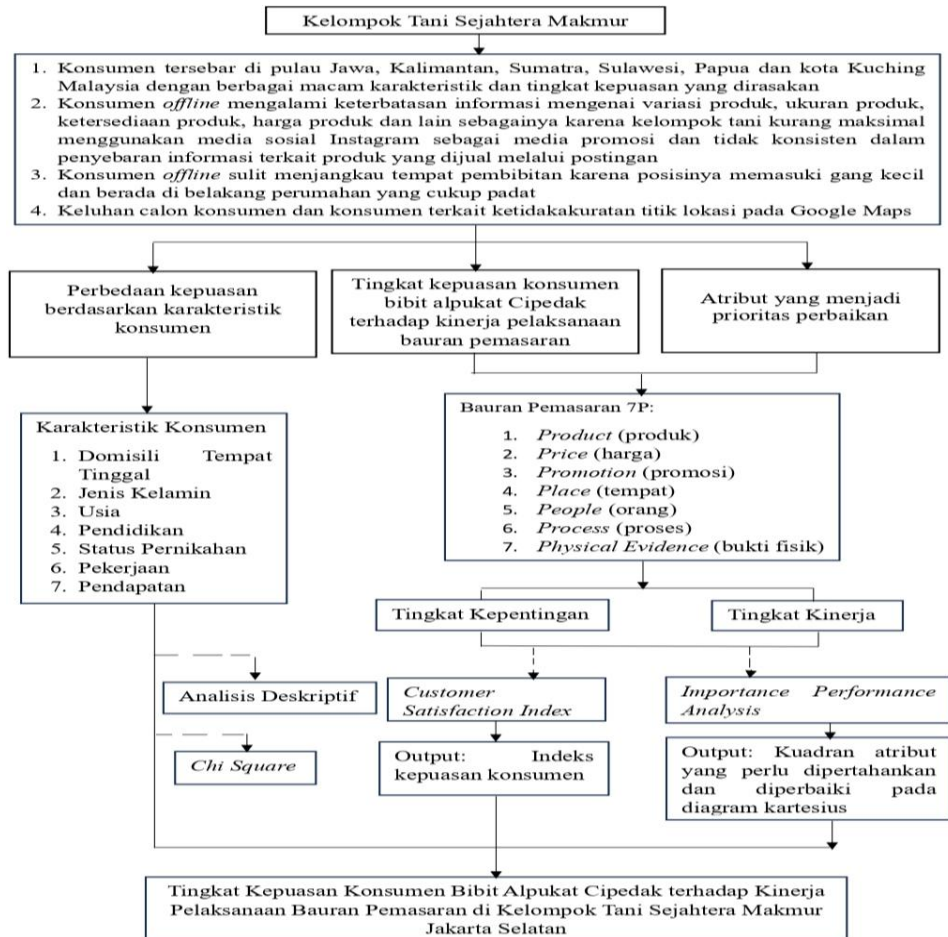 Kelompok Tani Sejahtera Makmur
1. Konsumen tersebar di pulau Jawa, Kalimantan, Sumatra, Sulawesi, Papua dan kota Kuching
Malaysia dengan berbagai macam karakteristik dan tingkat kepuasan yang dirasakan
2. Konsumen offline mengalami keterbatasan informasi mengenai variasi produk, ukuran produk,
ketersediaan produk, harga produk dan lain sebagainya karena kelompok tani kurang maksimal
menggunakan media sosial Instagram sebagai media promosi dan tidak konsisten dalam
penyebaran informasi terkait produk yang dijual melalui postingan
3. Konsumen offline sulit menjangkau tempat pembibitan karena posisinya memasuki gang kecil
dan berada di belakang perumahan yang cukup padat
4. Keluhan calon konsumen dan konsumen terkait ketidakakuratan titik lokasi pada Google Maps
Perbedaan kepuasan
berdasarkan karakteristik
konsumen
Tingkat kepuasan konsumen
bibit alpukat Cipedak
terhadap kinerja pelaksanaan
bauran pemasaran
Atribut yang menjadi
prioritas perbaikan
Karakteristik Konsumen
1. Domisili Tempat
Tinggal
2. Jenis Kelamin
3. Usia
4. Pendidikan
5. Status Pernikahan
6. Pekerjaan
7. Pendapatan
Bauran Pemasaran 7P:
1. Product (produk)
2. Price (harga)
3. Promotion (promosi)
4. Place (tempat)
5. People (orang)
6. Process (proses)
7. Physical Evidence (bukti fisik)
Tingkat Kepentingan
Tingkat Kinerja
Analisis Deskriptif
Chi Square
Customer
Satisfaction Index
Importance Performance
Analysis
Output: Indeks
kepuasan konsumen
Output: Kuadran atribut
yang perlu dipertahankan
dan diperbaiki pada
diagram kartesius
Tingkat Kepuasan Konsumen Bibit Alpukat Cipedak terhadap Kinerja
Pelaksanaan Bauran Pemasaran di Kelompok Tani Sejahtera Makmur
Jakarta Selatan